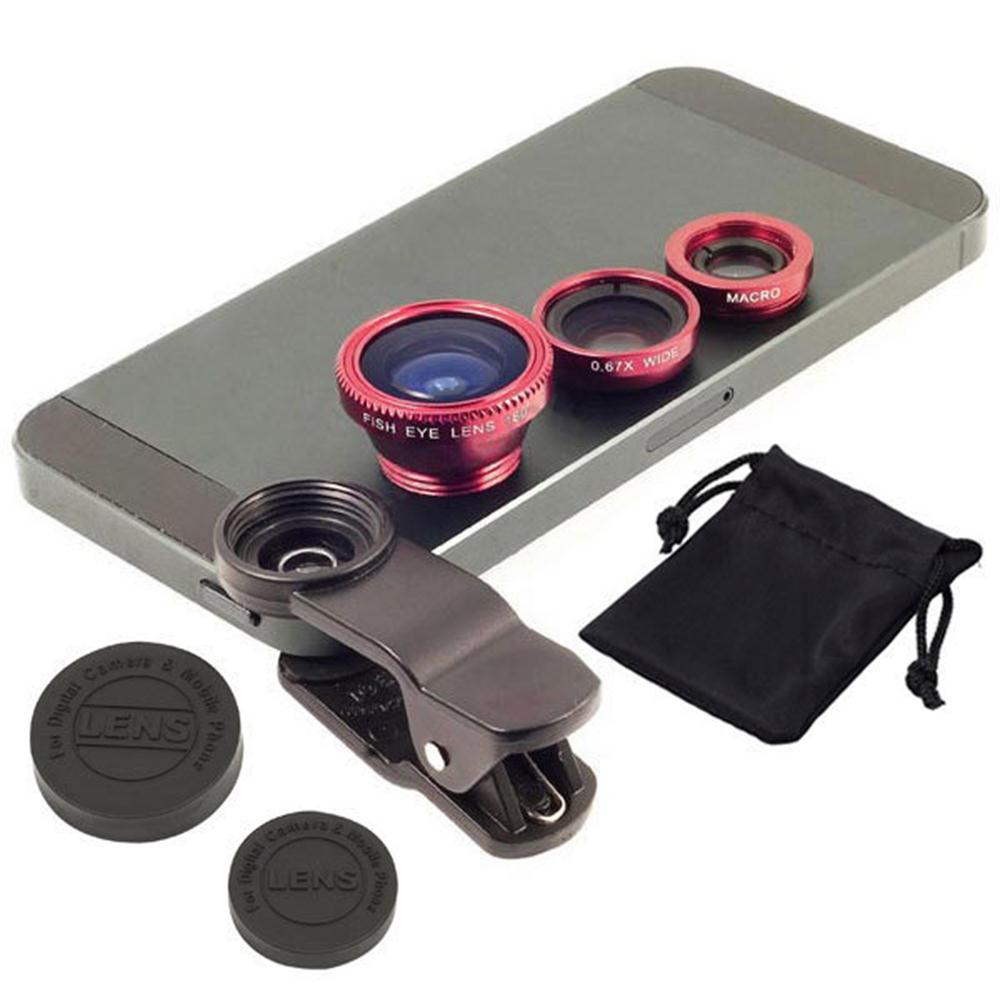 MACRO
0.67X WIDE
FISH EYE LENS 180°
For Digital Camera & Mobile Phone
LENS
For Digital Camera & Mobile Phone
LENS